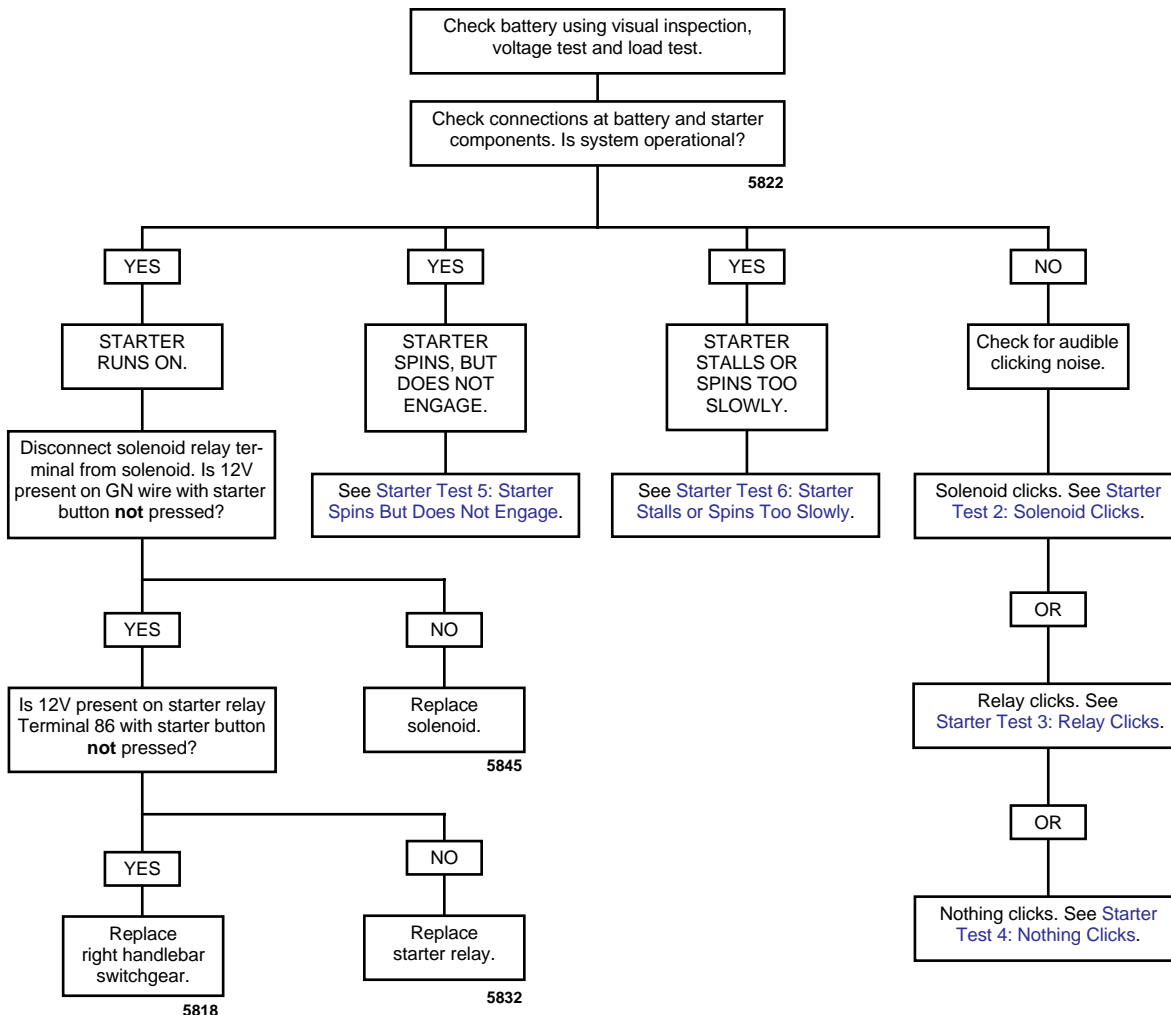 Check battery using visual inspection,
voltage test and load test.
Check connections at battery and starter
components. Is system operational?
5822
YES
STARTER
RUNS ON.
Disconnect solenoid relay ter-
minal from solenoid. Is 12V
present on GN wire with starter
button not pressed?
YES
Is 12V present on starter relay
Terminal 86 with starter button
not pressed?
YES
Replace
right handlebar
switchgear.
5818
NO
Replace
starter relay.
5832
NO
Replace
solenoid.
5845
YES
STARTER
SPINS, BUT
DOES NOT
ENGAGE.
See Starter Test 5: Starter
Spins But Does Not Engage.
YES
STARTER
STALLS OR
SPINS TOO
SLOWLY.
See Starter Test 6: Starter
Stalls or Spins Too Slowly.
NO
Check for audible
clicking noise.
Solenoid clicks. See Starter
Test 2: Solenoid Clicks.
OR
Relay clicks. See
Starter Test 3: Relay Clicks.
OR
Nothing clicks. See Starter
Test 4: Nothing Clicks.